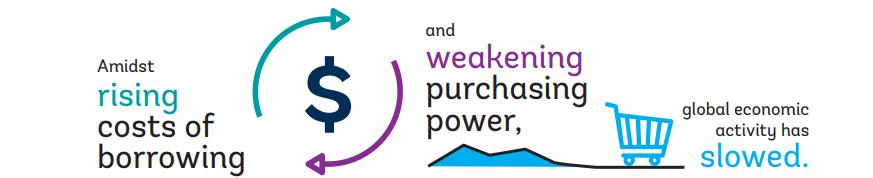 Amidst
rising
costs of
borrowing
$
and
weakening
purchasing
power,
global economic
activity has
slowed.